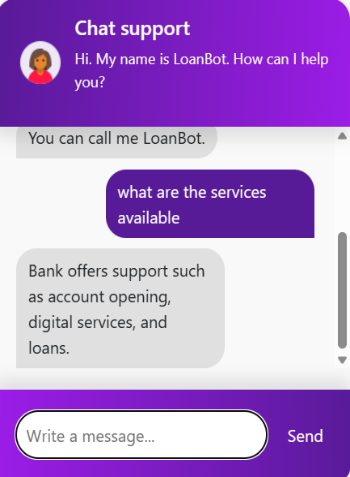 Chat support
Hi. My name is LoanBot. How can I help
you?
You can call me LoanBot.
what are the services
available
Bank offers support such
as account opening,
digital services, and
loans.
Write a message...
Send